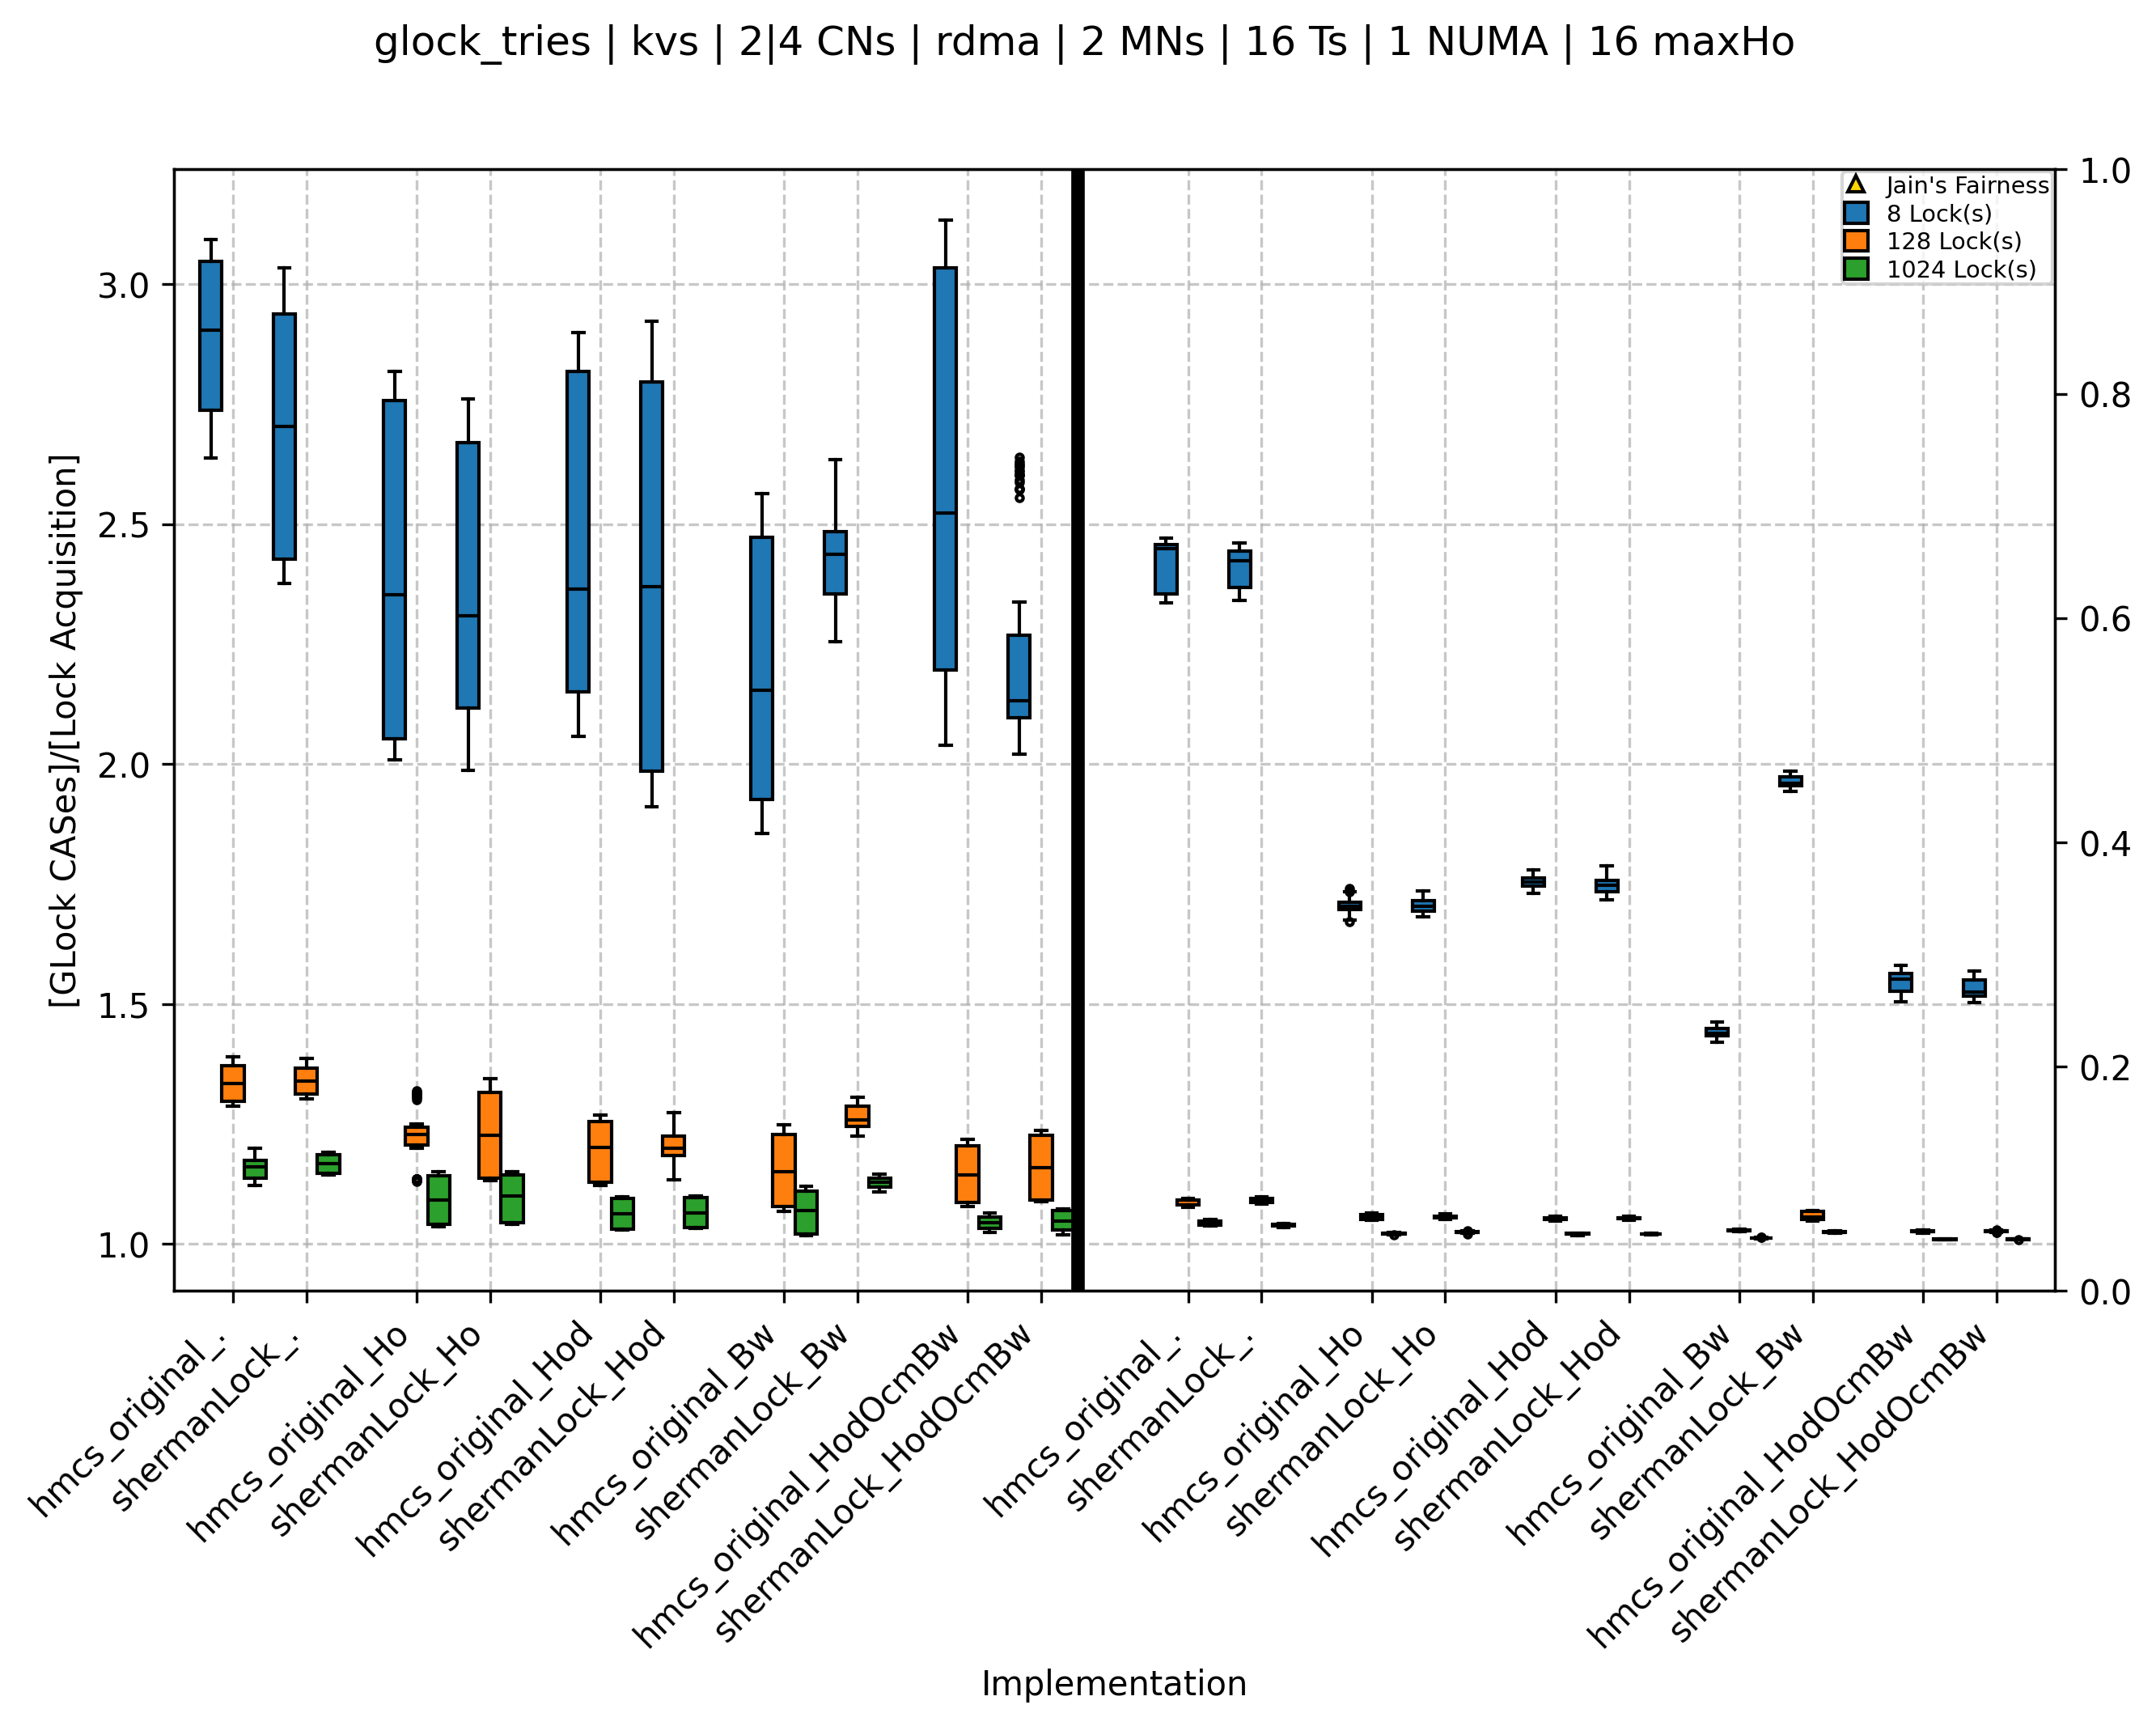 glock_tries | kvs | 2|4 CNs | rdma | 2 MNs | 16 Ts | 1 NUMA | 16 maxHo
Jain's Fairness
8 Lock(s)
128 Lock(s)
1024 Lock(s)
[GLock CASes]/[Lock Acquisition]
3.0
2.5
2.0
1.5
1.0
1.0
0.8
0.6
0.4
0.2
0.0
hmcs_original_.
shermanLock_.
hmcs_original_Ho
shermanLock_Ho
hmcs_original_Hod
shermanLock_Hod
hmcs_original_Bw
shermanLock_Bw
hmcs_original_HodOcmBw
shermanLock_HodOcmBw
hmcs_original_.
shermanLock_.
hmcs_original_Ho
shermanLock_Ho
hmcs_original_Hod
shermanLock_Hod
hmcs_original_Bw
shermanLock_Bw
hmcs_original_HodOcmBw
shermanLock_HodOcmBw
Implementation